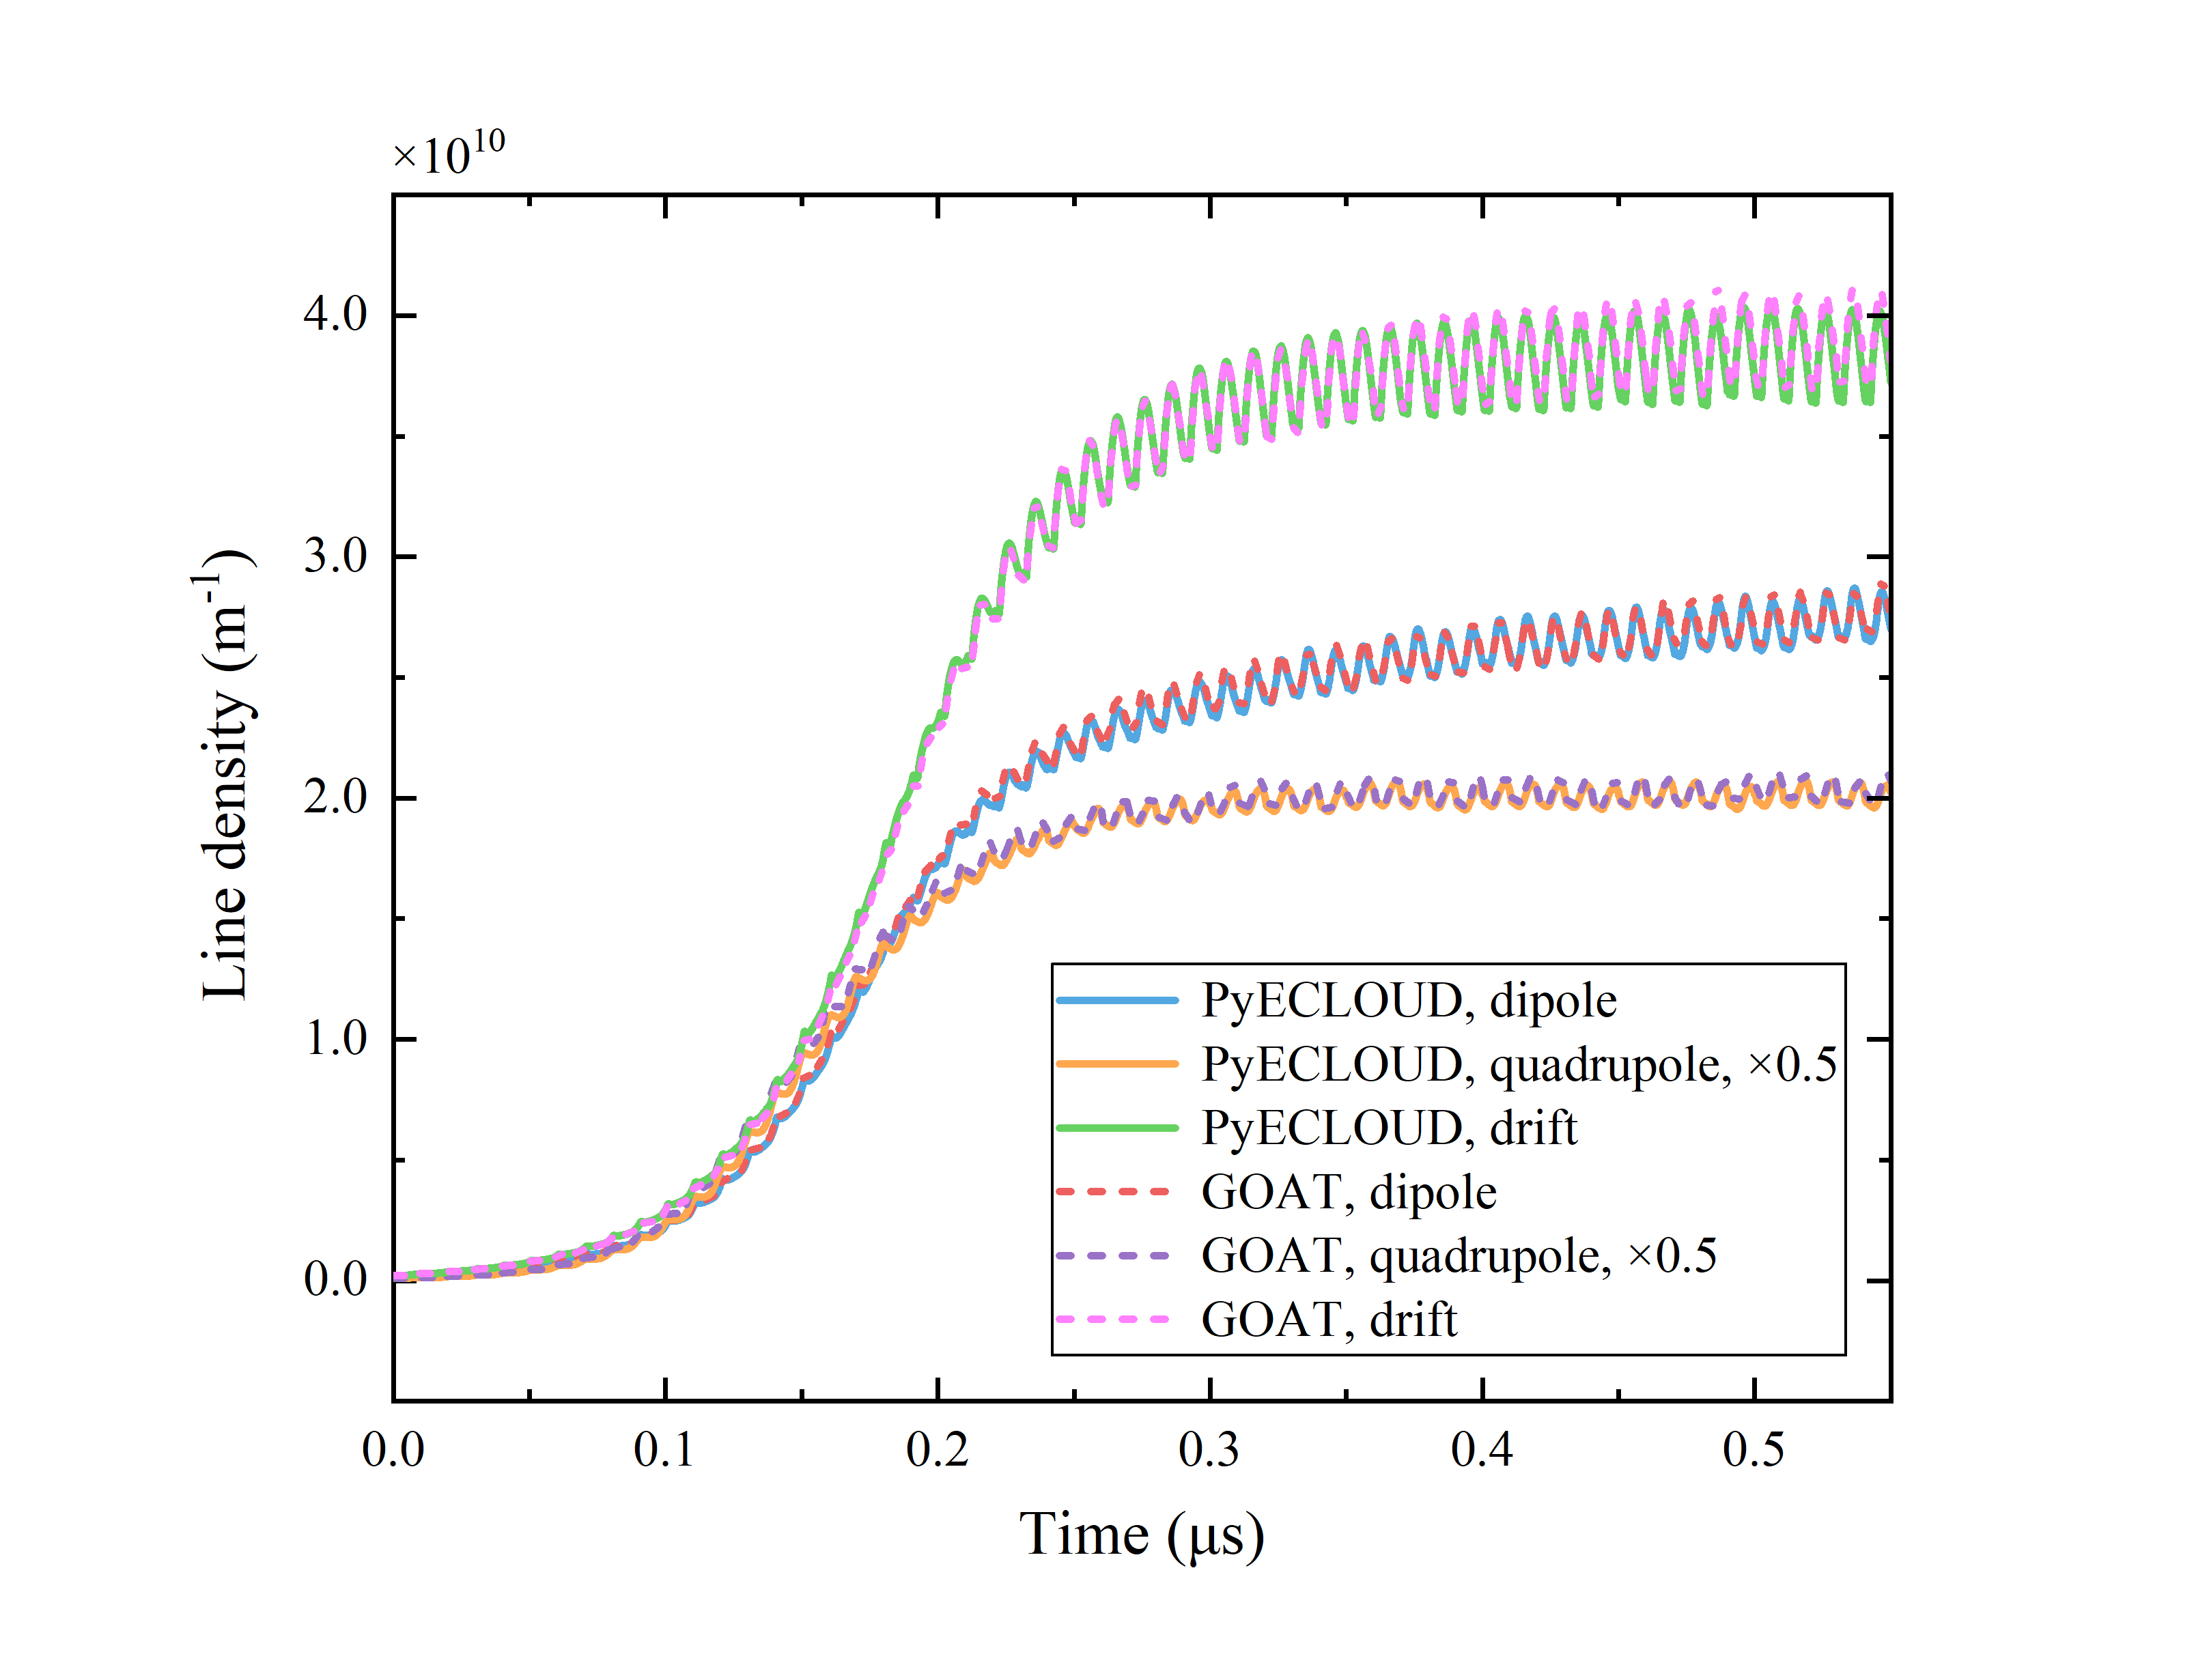 ×10¹⁰
4.0
3.0
2.0
1.0
0.0
Line density (m⁻¹)
PyECLOUD, dipole
PyECLOUD, quadrupole, ×0.5
PyECLOUD, drift
GOAT, dipole
GOAT, quadrupole, ×0.5
GOAT, drift
0.0 0.1 0.2 0.3 0.4 0.5
Time (μs)